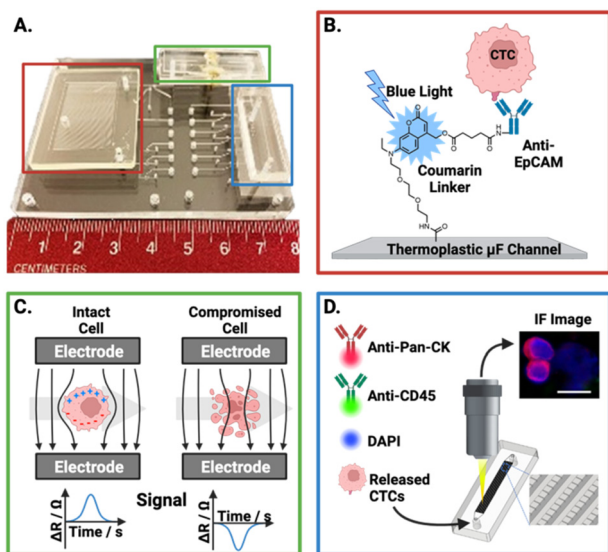 A.
1 2 3 4 5 6 7 8
CENTIMETERS
B.
CTC
Blue Light
Anti-
EpCAM
Coumarin
Linker
O
O
O
O
O
N
H
N
O
O
NH
O
Thermoplastic µF Channel
C.
Intact
Cell
Compromised
Cell
Electrode
Electrode
Electrode
Electrode
Signal
ΔR / Ω
Time / s
ΔR / Ω
Time / s
D.
IF Image
Anti-Pan-CK
Anti-CD45
DAPI
Released
CTCs